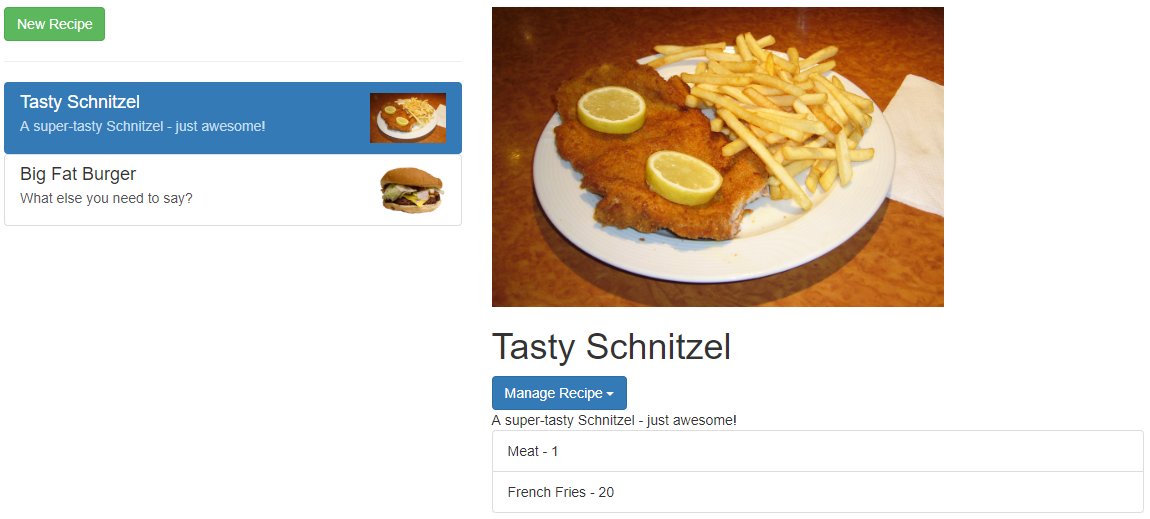 New Recipe
Tasty Schnitzel
A super-tasty Schnitzel - just awesome!
Big Fat Burger
What else you need to say?
Tasty Schnitzel
Manage Recipe
A super-tasty Schnitzel - just awesome!
Meat - 1
French Fries - 20